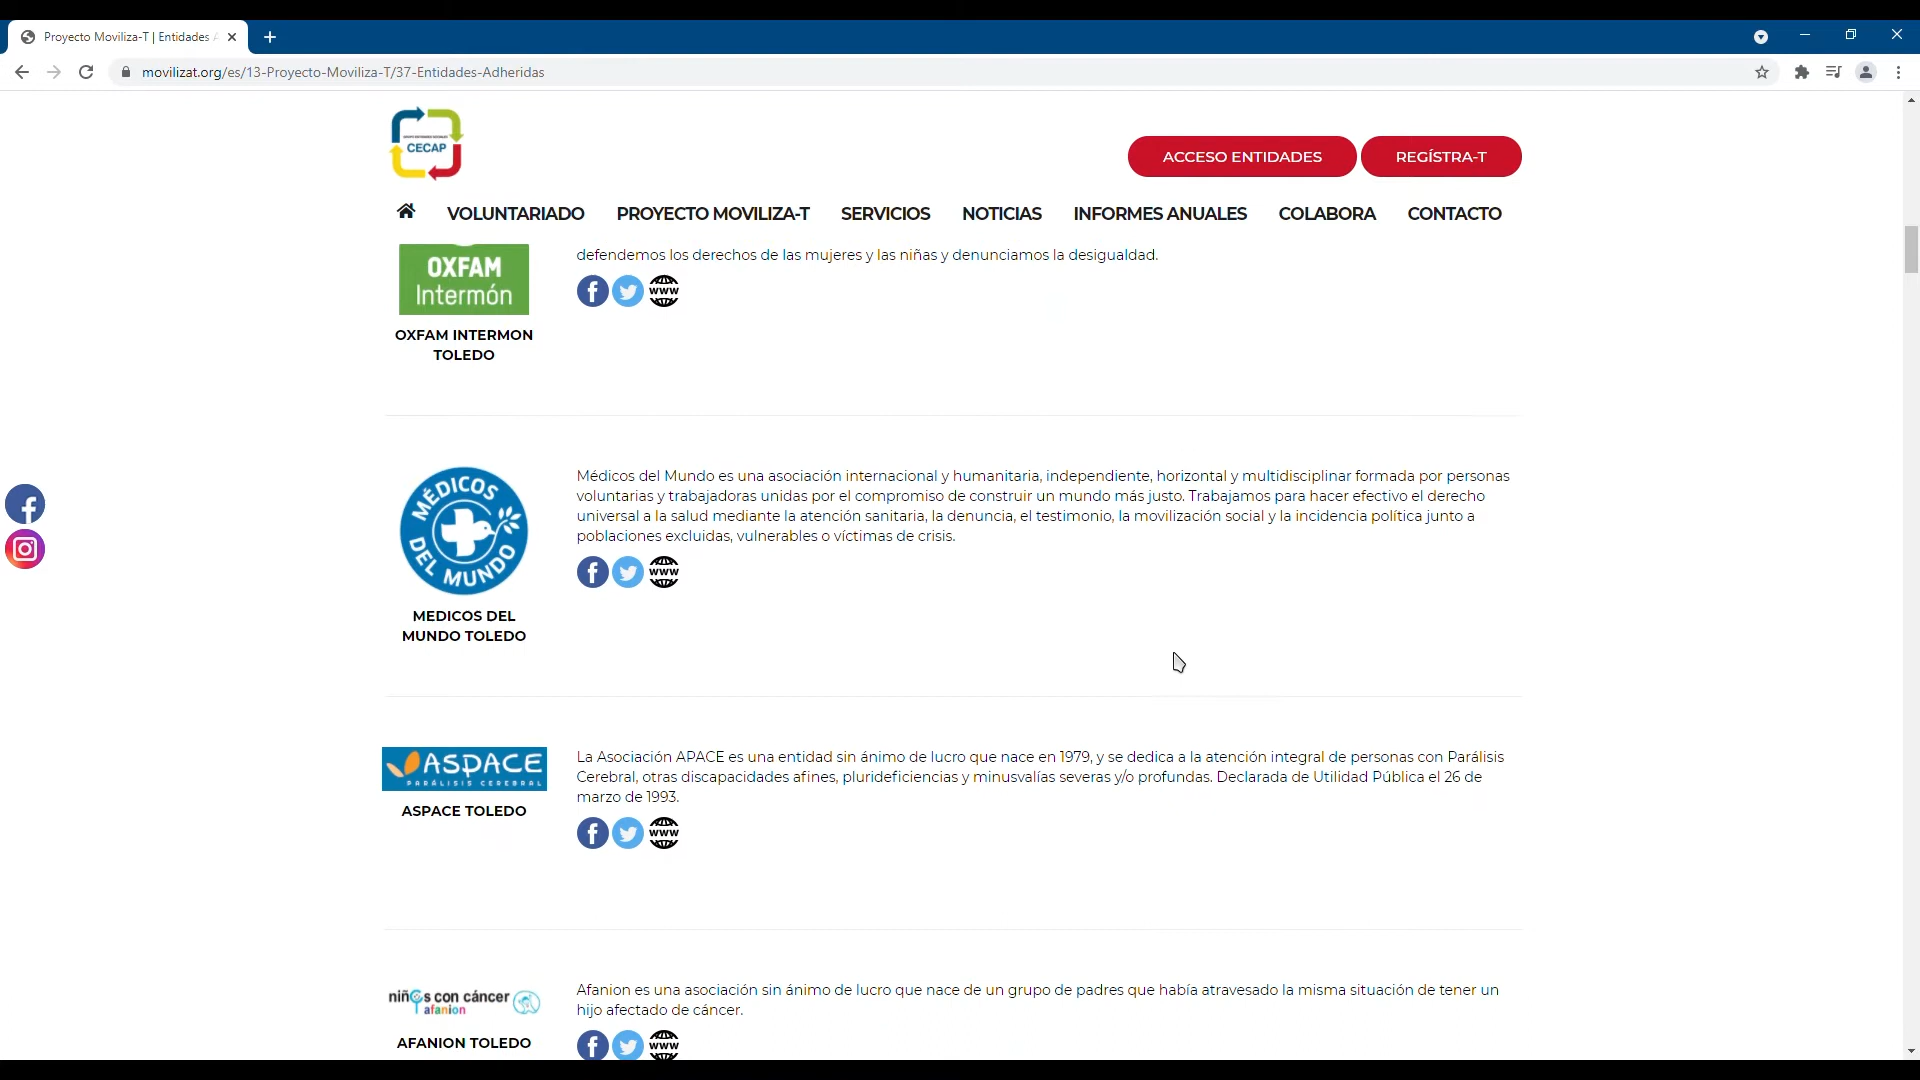 Proyecto Moviliza-T | Entidades A
movilizat.org/es/13-Proyecto-Moviliza-T/37-Entidades-Adheridas
CECAP
ACCESO ENTIDADES
REGÍSTRA-T
VOLUNTARIADO
PROYECTO MOVILIZA-T
SERVICIOS
NOTICIAS
INFORMES ANUALES
COLABORA
CONTACTO
OXFAM
Intermón
OXFAM INTERMON
TOLEDO
defendemos los derechos de las mujeres y las niñas y denunciamos la desigualdad.
www
MÉDICOS
DEL MUNDO
MEDICOS DEL
MUNDO TOLEDO
Médicos del Mundo es una asociación internacional y humanitaria, independiente, horizontal y multidisciplinar formada por personas
voluntarias y trabajadoras unidas por el compromiso de construir un mundo más justo. Trabajamos para hacer efectivo el derecho
universal a la salud mediante la atención sanitaria, la denuncia, el testimonio, la movilización social y la incidencia política junto a
poblaciones excluidas, vulnerables o víctimas de crisis.
www
ASPACE
PARÁLISIS CEREBRAL
ASPACE TOLEDO
La Asociación APACE es una entidad sin ánimo de lucro que nace en 1979, y se dedica a la atención integral de personas con Parálisis
Cerebral, otras discapacidades afines, plurideficiencias y minusvalías severas y/o profundas. Declarada de Utilidad Pública el 26 de
marzo de 1993.
www
niños con cáncer
afanion
AFANION TOLEDO
Afanion es una asociación sin ánimo de lucro que nace de un grupo de padres que había atravesado la misma situación de tener un
hijo afectado de cáncer.
www